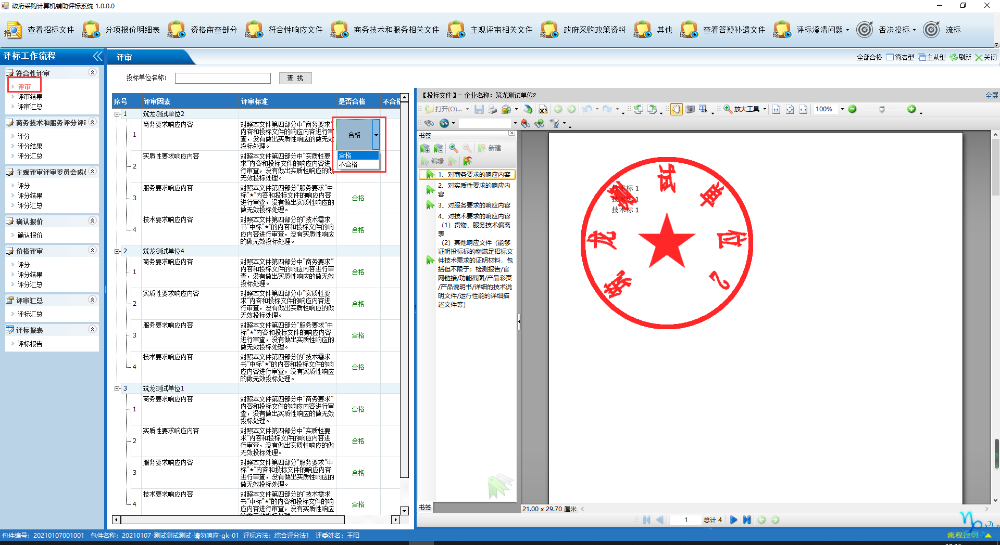 政府采购计算机辅助评标系统 1.0.0.0
查看招标文件 分项报价明细表 资格审查部分 符合性响应文件 商务技术和服务相关文件 主观评审相关文件 政府采购政策资料 其他 查看答疑补遗文件 评标澄清问题 否决投标 流标
评标工作流程
符合性评审
评审
评审结果
评审汇总
商务技术和服务评分评审
评分
评分结果
评分汇总
主观评审评审委员会成员
评分
评分结果
评分汇总
确认报价
确认报价
价格评审
评分
评分结果
评分汇总
评审汇总
评标汇总
评标报表
评标报告
评审
全部合格 简洁型 主从型 刷新 关闭
投标单位名称: 查 找
序号 评审因素 评审标准 是否合格 不合格
1 筑龙测试单位2
1 商务要求响应内容
对照本文件第四部分中“商务要求”
内容和投标文件的响应内容进行审
查，没有做出实质性响应的做无效
投标处理。
合格
合格
不合格
2 实质性要求响应内容
对照本文件第四部分中“实质性要
求”内容和投标文件的响应内容进
行审查，没有做出实质性响应的做
无效投标处理。
3 服务要求响应内容
对照本文件第四部分“服务要求”中
标“★”内容和投标文件的响应内容
进行审查，没有做出实质性响应的
做无效投标处理。
合格
4 技术要求响应内容
对照本文件第四部分的“技术需求
书”中标“★”的内容和投标文件的响
应内容进行审查，没有实质性响应
的做无效投标处理。
合格
2 筑龙测试单位4
1 商务要求响应内容
对照本文件第四部分中“商务要求”
内容和投标文件的响应内容进行审
查，没有做出实质性响应的做无效
投标处理。
合格
2 实质性要求响应内容
对照本文件第四部分中“实质性要
求”内容和投标文件的响应内容进
行审查，没有做出实质性响应的做
无效投标处理。
合格
3 服务要求响应内容
对照本文件第四部分“服务要求”中
标“★”内容和投标文件的响应内容
进行审查，没有做出实质性响应的
做无效投标处理。
合格
4 技术要求响应内容
对照本文件第四部分的“技术需求
书”中标“★”的内容和投标文件的响
应内容进行审查，没有实质性响应
的做无效投标处理。
合格
3 筑龙测试单位1
1 商务要求响应内容
对照本文件第四部分中“商务要求”
内容和投标文件的响应内容进行审
查，没有做出实质性响应的做无效
投标处理。
合格
2 实质性要求响应内容
对照本文件第四部分中“实质性要
求”内容和投标文件的响应内容进
行审查，没有做出实质性响应的做
无效投标处理。
合格
3 服务要求响应内容
对照本文件第四部分“服务要求”中
标“★”内容和投标文件的响应内容
进行审查，没有做出实质性响应的
做无效投标处理。
合格
4 技术要求响应内容
对照本文件第四部分的“技术需求
书”中标“★”的内容和投标文件的响
应内容进行审查，没有实质性响应
的做无效投标处理。
合格
【投标文件】- 企业名称：筑龙测试单位2 全屏
打开(O)... OCR 放大工具 100%
书签
新建
编辑
1、对商务要求的响应内容
2、对实质性要求的响应内
容
3、对服务要求的响应内容
4、对技术要求的响应内容
（1）货物、服务技术偏离
表
（2）其他响应文件（能够
证明投标标的物满足招标文
件技术需求的证明材料，包
括但不限于：检测报告/官
网链接/功能截图/产品彩页
/产品说明书/详细的技术说
明文件/运行性能的详细描
述文件等）
书签
技术标 1
技术标 1
技术标 1
筑龙测试单位2
21.00 x 29.70 厘米
1 总计 4
包件编号：20210107001001 包件名称：20210107-测试测试测试-请勿响应-gk-01 评标方法：综合评分法1 评委姓名：王阳